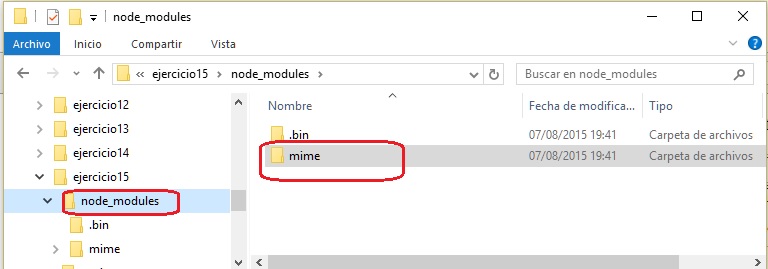 node_modules
Archivo Inicio Compartir Vista
ejercicio15 node_modules
Buscar en node_modules
ejercicio12
ejercicio13
ejercicio14
ejercicio15
node_modules
.bin
mime
Nombre Fecha de modifica... Tipo
.bin 07/08/2015 19:41 Carpeta de archivos
mime 07/08/2015 19:41 Carpeta de archivos